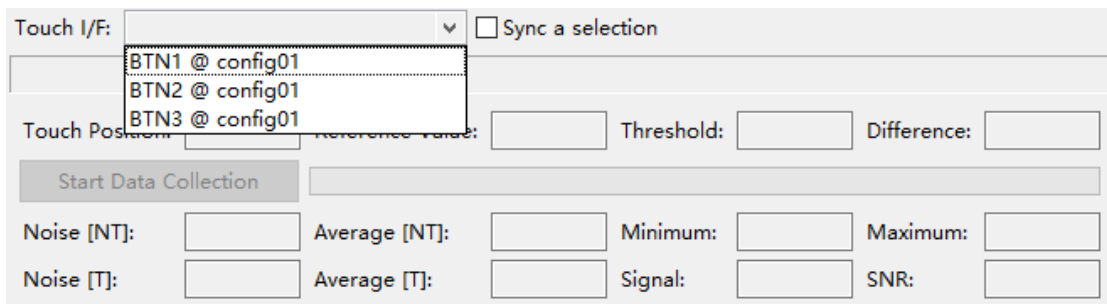 Touch I/F: Sync a selection
BTN1 @ config01
BTN2 @ config01
BTN3 @ config01
Touch Position: Reference Value: Threshold: Difference:
Start Data Collection
Noise [NT]: Average [NT]: Minimum: Maximum:
Noise [T]: Average [T]: Signal: SNR: